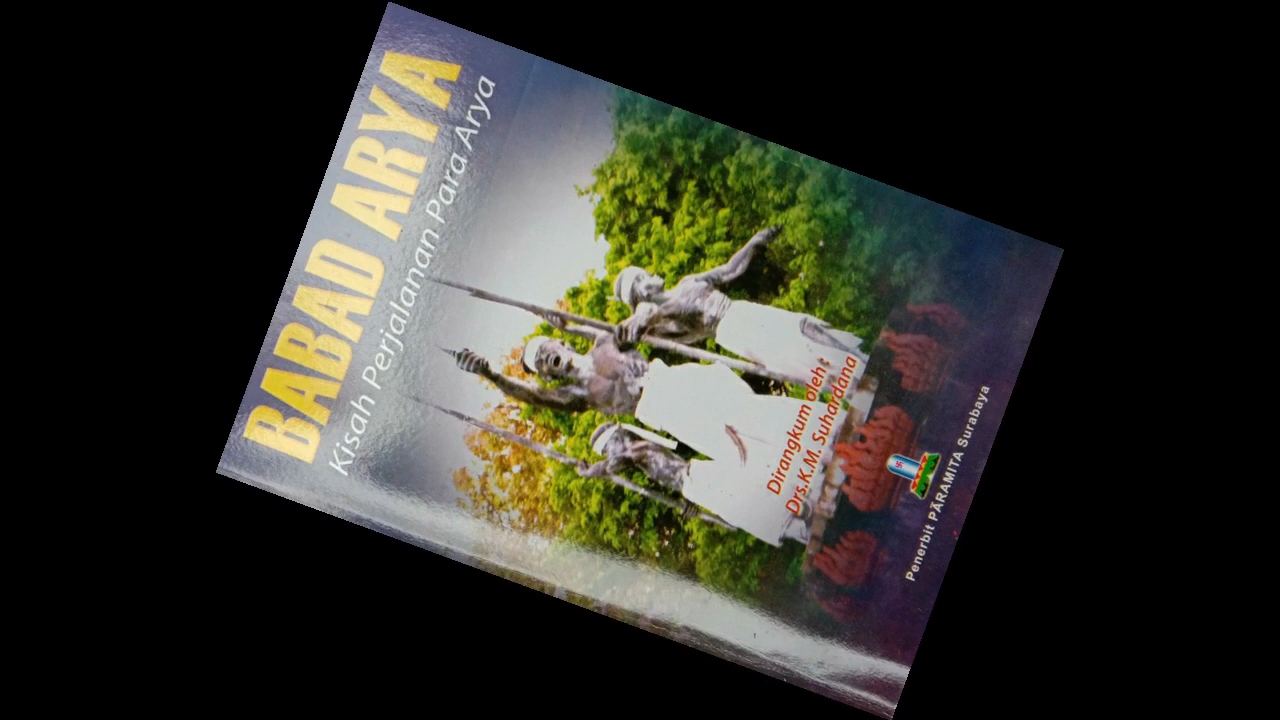 BABAD ARYA
Kisah Perjalanan Para Arya
Dirangkum oleh :
Drs.K.M. Suhardana
Penerbit PĀRAMITA Surabaya